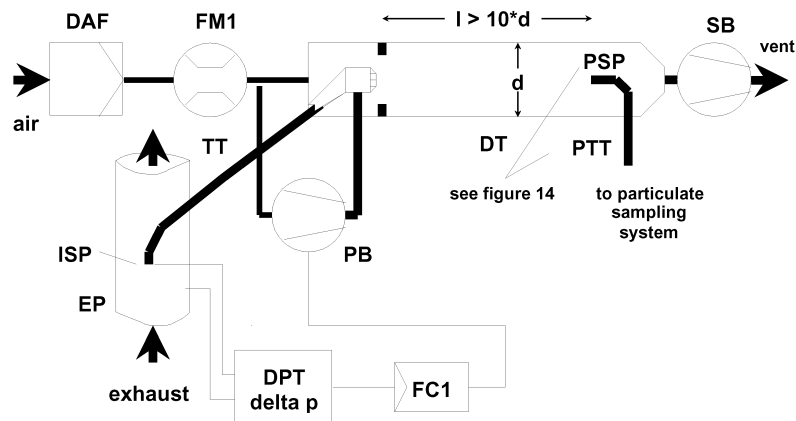 l > 10*d
DAF
FM1
SB
vent
PSP
d
air
TT
DT
PTT
see figure 14
to particulate
sampling
system
ISP
PB
EP
exhaust
DPT
delta p
FC1